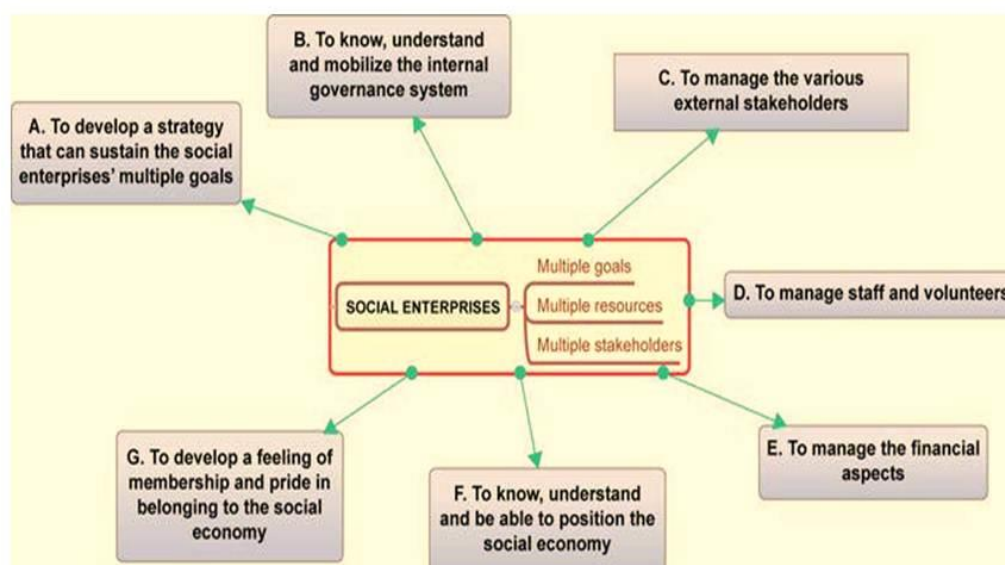 A. To develop a strategy
that can sustain the social
enterprises' multiple goals
B. To know, understand
and mobilize the internal
governance system
C. To manage the various
external stakeholders
SOCIAL ENTERPRISES
Multiple goals
Multiple resources
Multiple stakeholders
D. To manage staff and volunteers
E. To manage the financial
aspects
F. To know, understand
and be able to position the
social economy
G. To develop a feeling of
membership and pride in
belonging to the social
economy